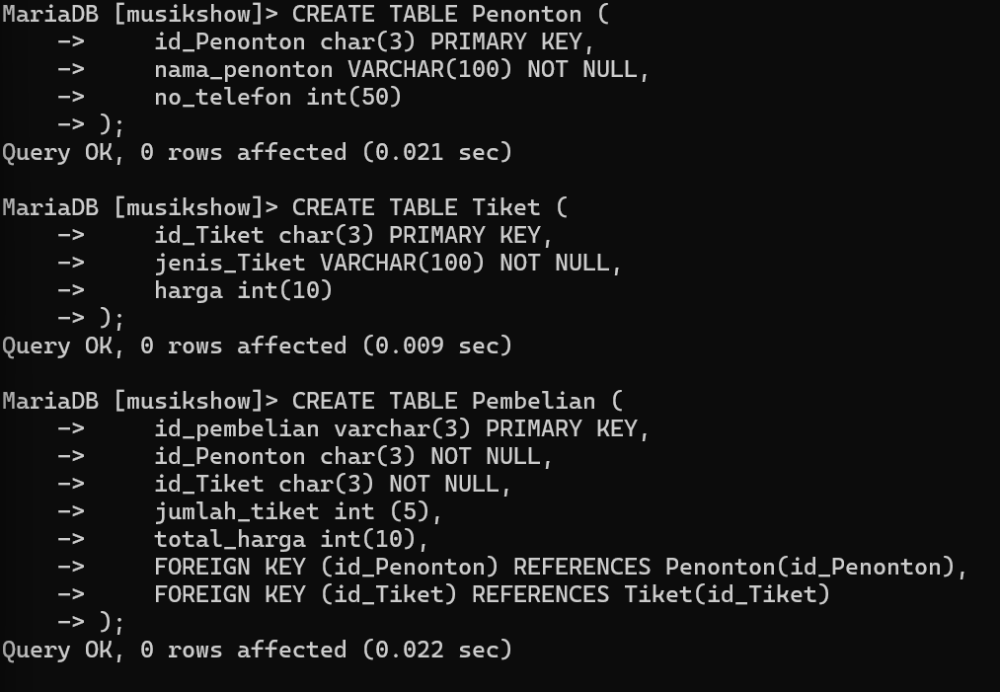 MariaDB [musikshow]> CREATE TABLE Penonton (
    ->     id_Penonton char(3) PRIMARY KEY,
    ->     nama_penonton VARCHAR(100) NOT NULL,
    ->     no_telefon int(50)
    -> );
Query OK, 0 rows affected (0.021 sec)

MariaDB [musikshow]> CREATE TABLE Tiket (
    ->     id_Tiket char(3) PRIMARY KEY,
    ->     jenis_Tiket VARCHAR(100) NOT NULL,
    ->     harga int(10)
    -> );
Query OK, 0 rows affected (0.009 sec)

MariaDB [musikshow]> CREATE TABLE Pembelian (
    ->     id_pembelian varchar(3) PRIMARY KEY,
    ->     id_Penonton char(3) NOT NULL,
    ->     id_Tiket char(3) NOT NULL,
    ->     jumlah_tiket int (5),
    ->     total_harga int(10),
    ->     FOREIGN KEY (id_Penonton) REFERENCES Penonton(id_Penonton),
    ->     FOREIGN KEY (id_Tiket) REFERENCES Tiket(id_Tiket)
    -> );
Query OK, 0 rows affected (0.022 sec)